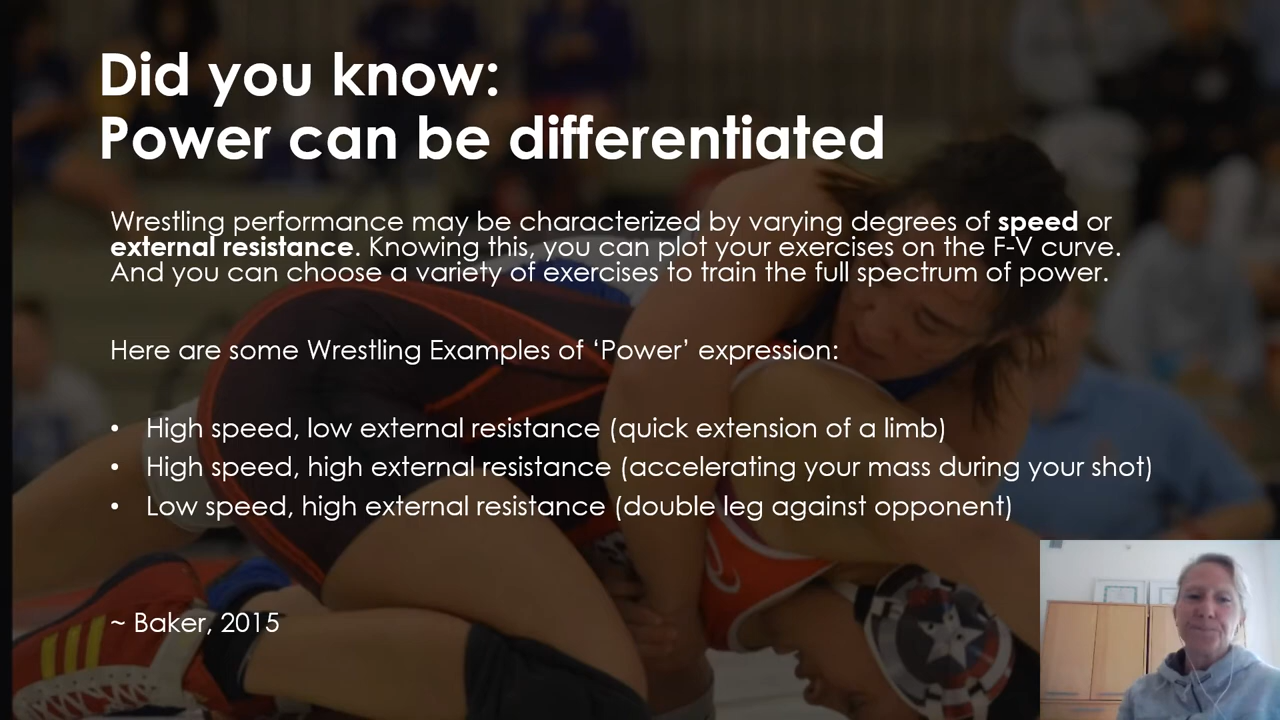 Did you know:
Power can be differentiated
Wrestling performance may be characterized by varying degrees of speed or
external resistance. Knowing this, you can plot your exercises on the F-V curve.
And you can choose a variety of exercises to train the full spectrum of power.
Here are some Wrestling Examples of ‘Power’ expression:
• High speed, low external resistance (quick extension of a limb)
• High speed, high external resistance (accelerating your mass during your shot)
• Low speed, high external resistance (double leg against opponent)
~ Baker, 2015